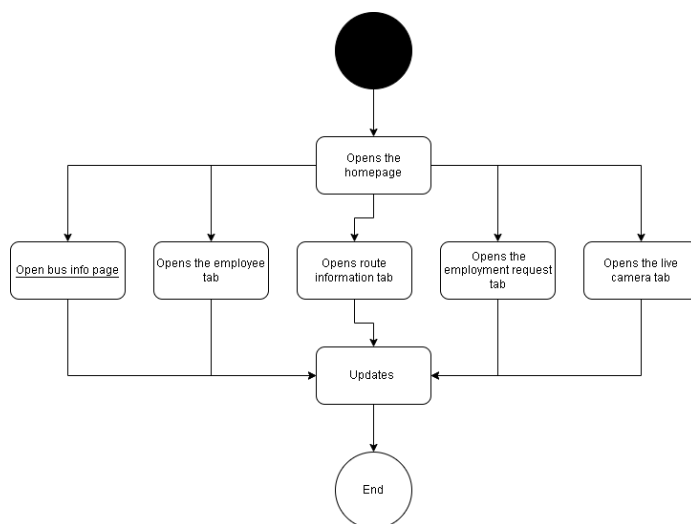 Opens the
homepage
Open bus info page
Opens the employee
tab
Opens route
information tab
Opens the
employment request
tab
Opens the live
camera tab
Updates
End